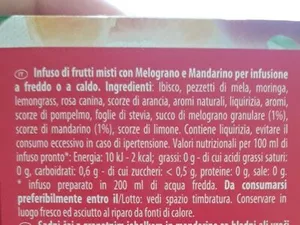 IT Infuso di frutti misti con Melograno e Mandarino per infusione
a freddo o a caldo. Ingredienti: Ibisco, pezzetti di mela, moringa,
lemongrass, rosa canina, scorze di arancia, aromi naturali, liquirizia, aromi,
scorze di pompelmo, foglie di stevia, succo di melograno granulare (1%),
scorze di mandarino (1%), scorze di limone. Contiene liquirizia, evitare il
consumo eccessivo in caso di ipertensione. Valori nutrizionali per 100 ml di
infuso pronto*: Energia: 10 kJ - 2 kcal; grassi: 0 g - di cui acidi grassi saturi:
0 g; carboidrati: 0,6 g - di cui zuccheri: < 0,5 g, proteine: 0 g; sale: 0 g.
* infuso preparato in 200 ml di acqua fredda. Da consumarsi
preferibilmente entro il/Lotto: vedi spazio timbratura. Conservare in
luogo fresco ed asciutto al riparo da fonti di calore.